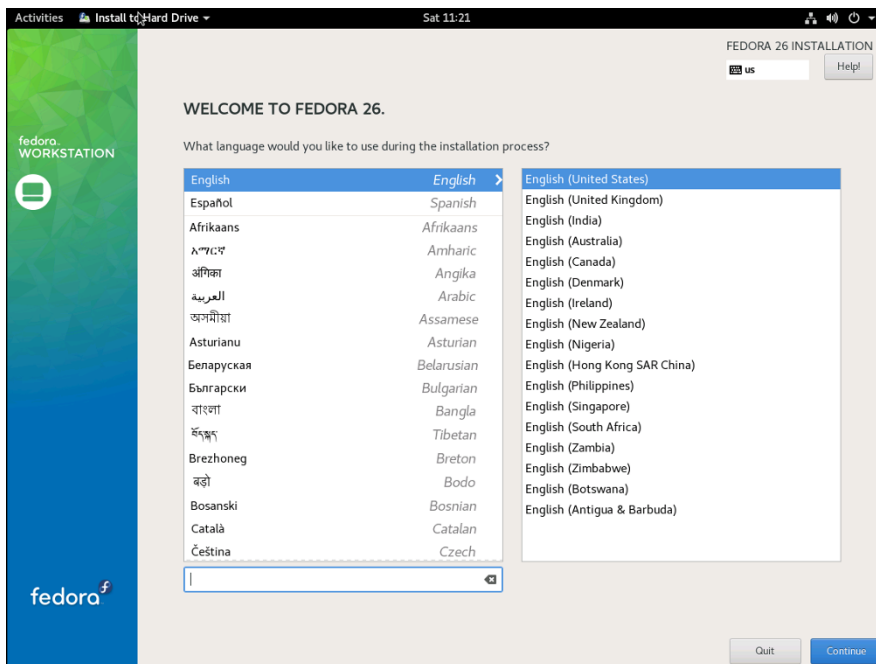 Activities Install to Hard Drive Sat 11:21
FEDORA 26 INSTALLATION
us Help!
fedora
WORKSTATION
WELCOME TO FEDORA 26.
What language would you like to use during the installation process?
English English
Español Spanish
Afrikaans Afrikaans
አማርኛ Amharic
अंगिका Angika
العربية Arabic
অসমীয়া Assamese
Asturianu Asturian
Беларуская Belarusian
Български Bulgarian
বাংলা Bangla
བོད་སྐད་ Tibetan
Brezhoneg Breton
बड़ो Bodo
Bosanski Bosnian
Català Catalan
Čeština Czech
English (United States)
English (United Kingdom)
English (India)
English (Australia)
English (Canada)
English (Denmark)
English (Ireland)
English (New Zealand)
English (Nigeria)
English (Hong Kong SAR China)
English (Philippines)
English (Singapore)
English (South Africa)
English (Zambia)
English (Zimbabwe)
English (Botswana)
English (Antigua & Barbuda)
fedora
Quit Continue